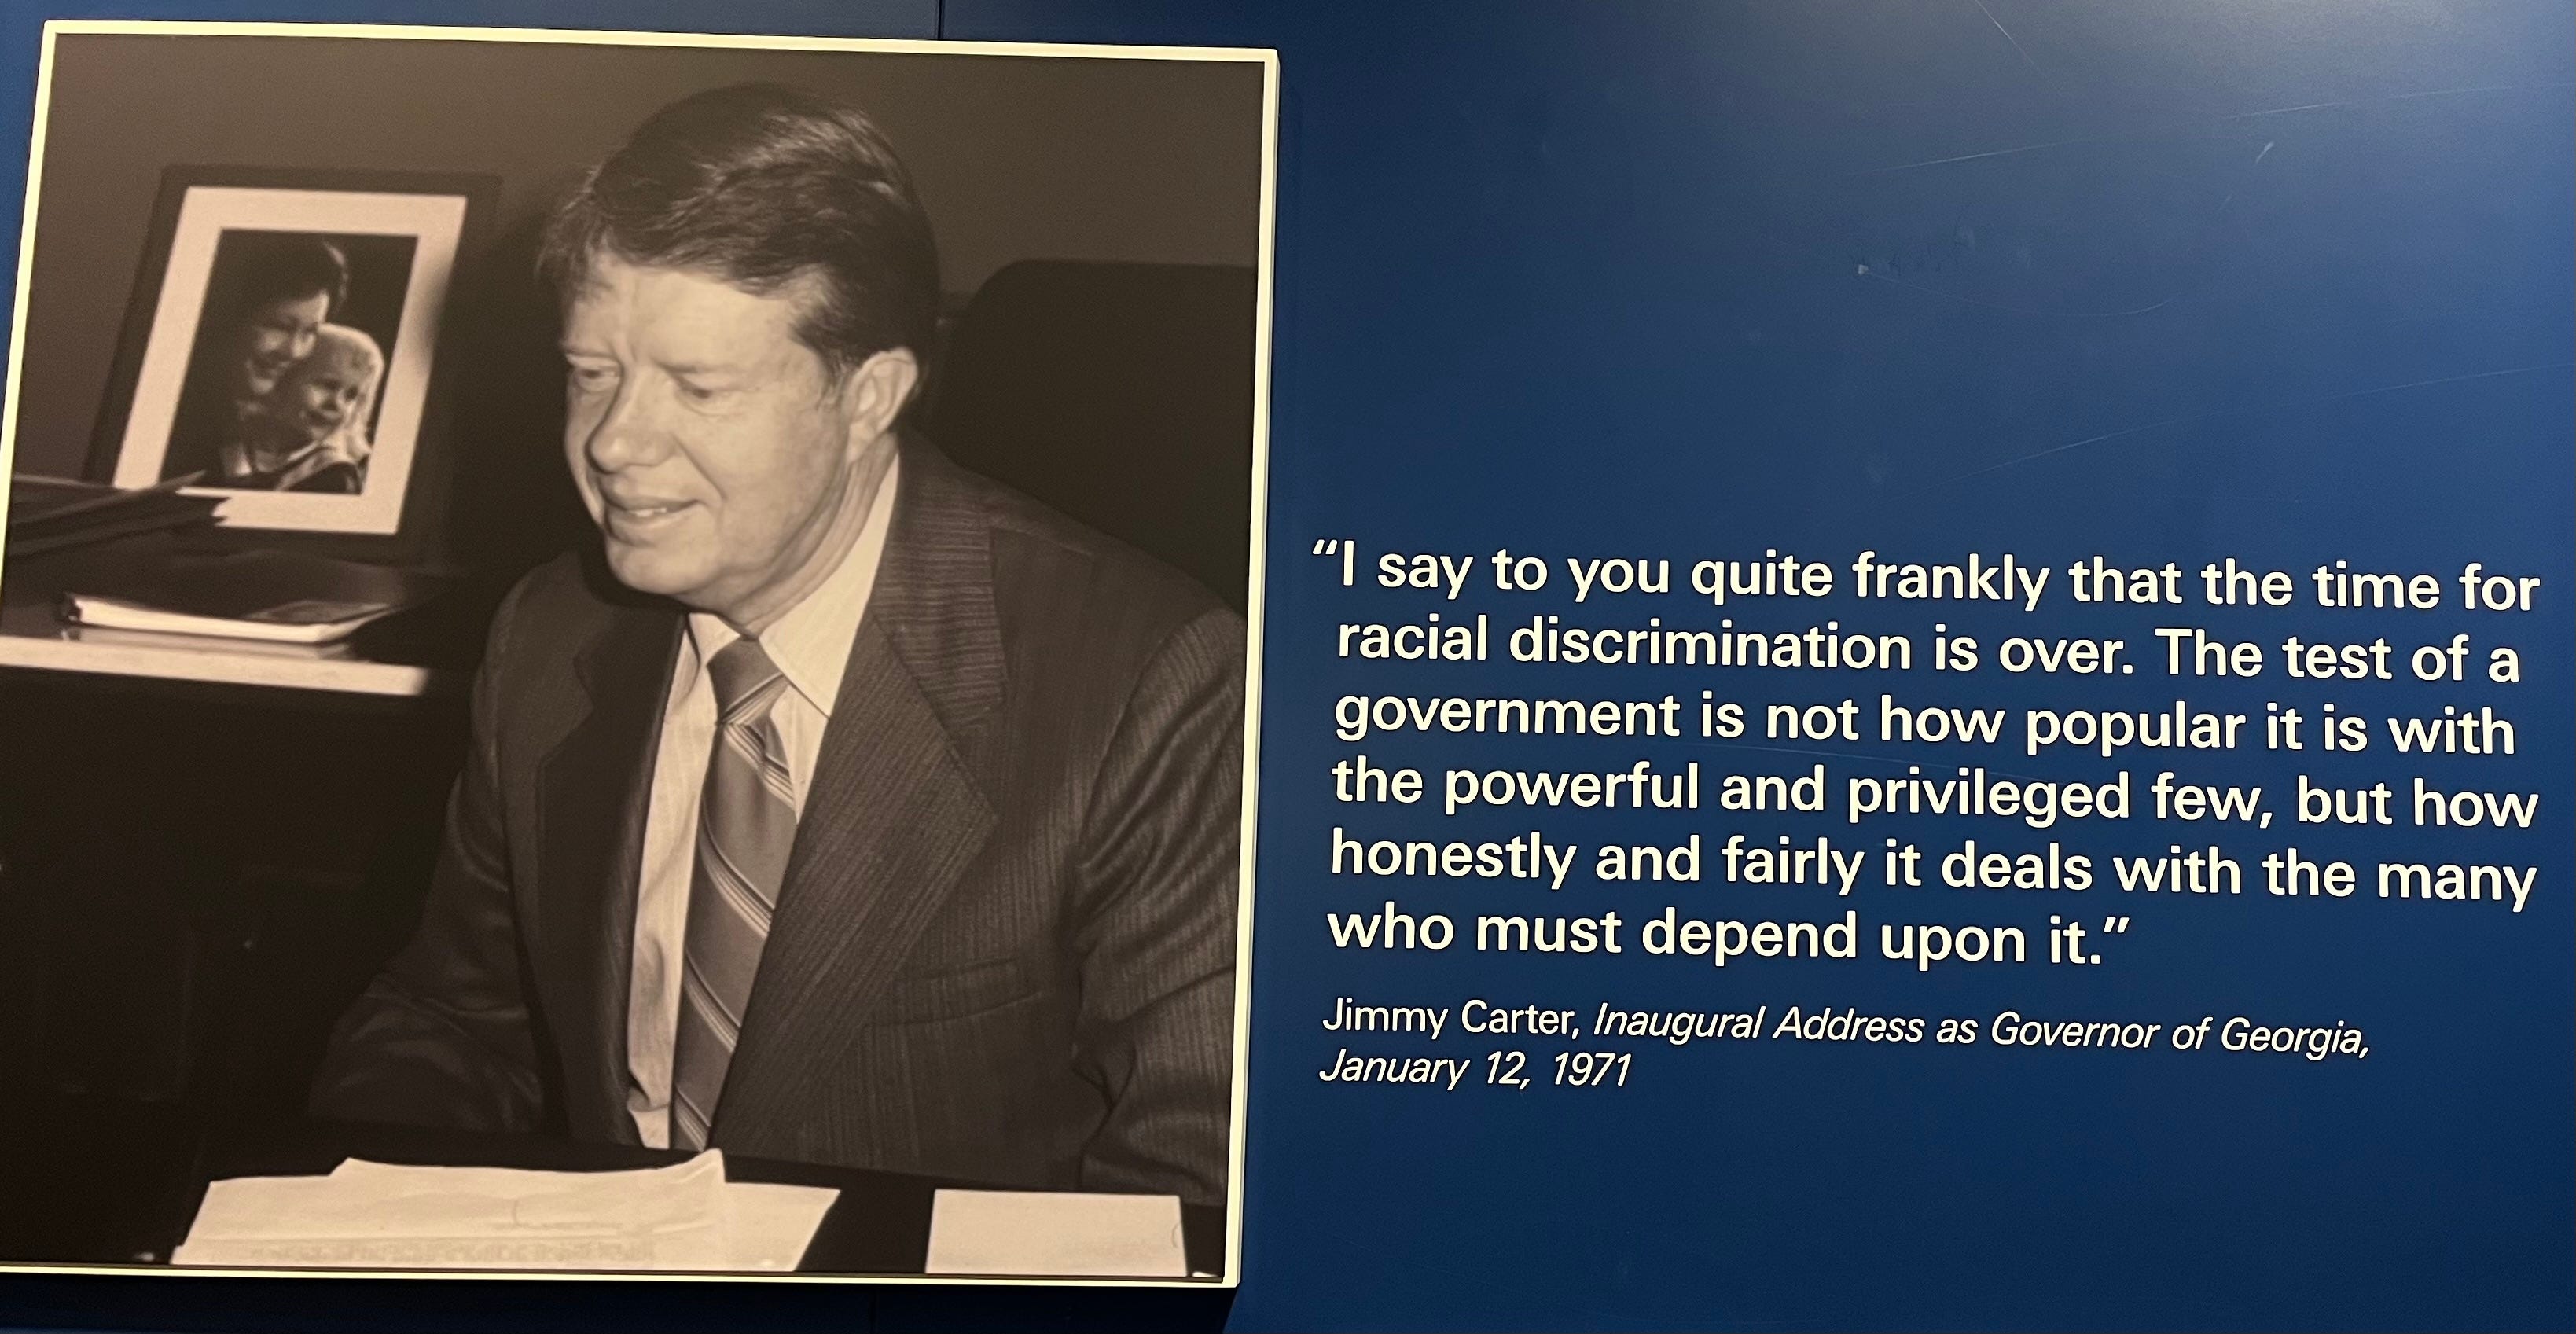 “I say to you quite frankly that the time for
racial discrimination is over. The test of a
government is not how popular it is with
the powerful and privileged few, but how
honestly and fairly it deals with the many
who must depend upon it.”
Jimmy Carter, Inaugural Address as Governor of Georgia,
January 12, 1971